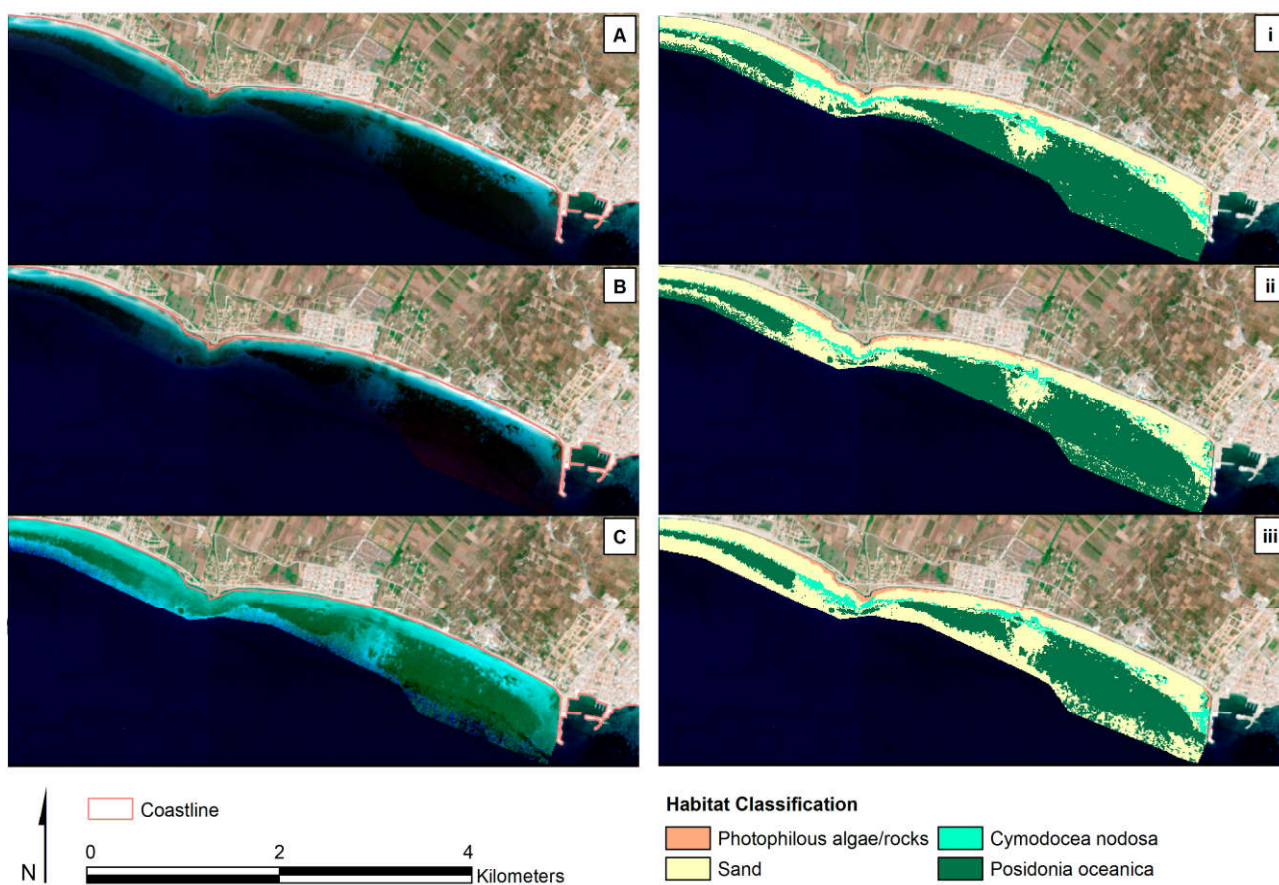 A
i
B
ii
C
iii
N
Coastline
0 2 4
Kilometers
Habitat Classification
Photophilous algae/rocks
Cymodocea nodosa
Sand
Posidonia oceanica